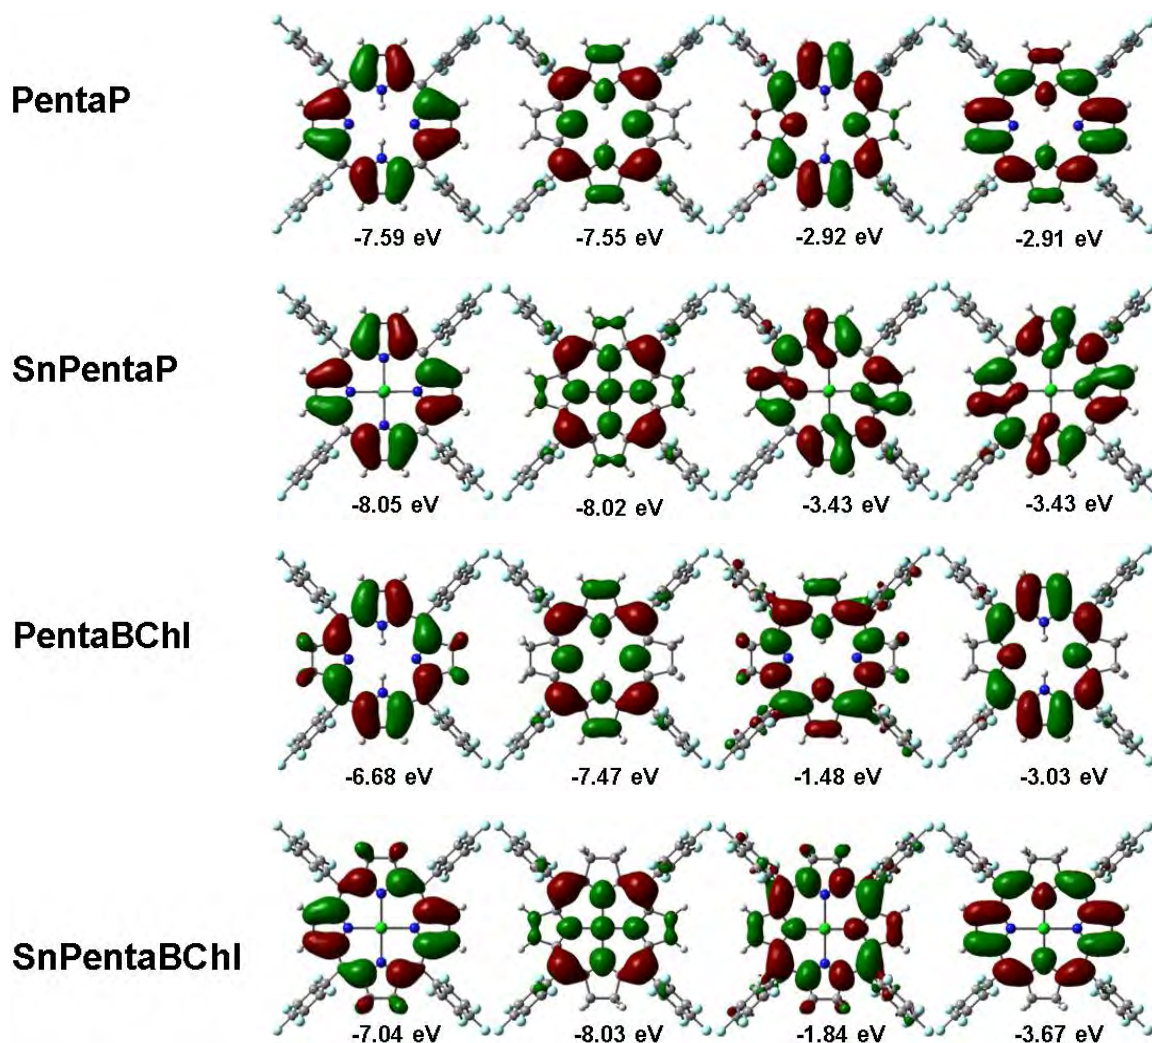 PentaP
-7.59 eV -7.55 eV -2.92 eV -2.91 eV
SnPentaP
-8.05 eV -8.02 eV -3.43 eV -3.43 eV
PentaBChl
-6.68 eV -7.47 eV -1.48 eV -3.03 eV
SnPentaBChl
-7.04 eV -8.03 eV -1.84 eV -3.67 eV